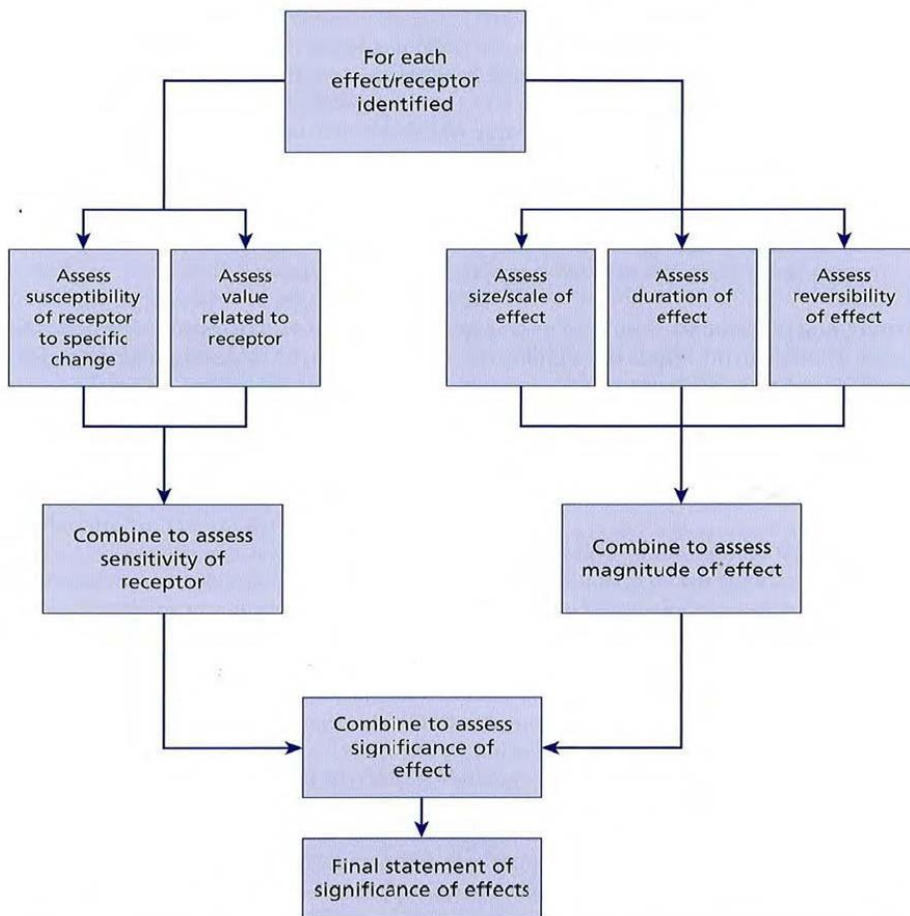 For each
effect/receptor
identified
Assess
susceptibility
of receptor
to specific
change
Assess
value
related to
receptor
Assess
size/scale
of effect
Assess
duration of
effect
Assess
reversibility
of effect
Combine to assess
sensitivity of
receptor
Combine to assess
magnitude of effect
Combine to assess
significance of
effect
Final statement of
significance of effects